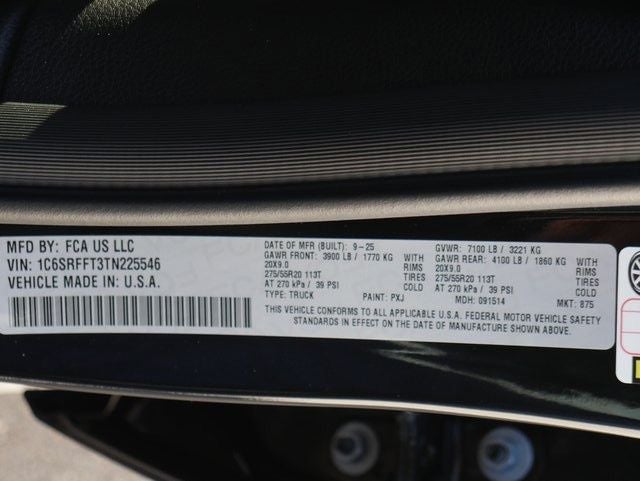 MFD BY: FCA US LLC
VIN: 1C6SRFFT3TN225546
VEHICLE MADE IN: U.S.A.
DATE OF MFR (BUILT): 9-25
GAWR FRONT: 3900 LB / 1770 KG WITH
20X9.0 RIMS
275/55R20 113T TIRES
AT 270 kPa / 39 PSI COLD
TYPE: TRUCK PAINT: PXJ
GVWR: 7100 LB / 3221 KG
GAWR REAR: 4100 LB / 1860 KG WITH
20X9.0 RIMS
275/55R20 113T TIRES
AT 270 kPa / 39 PSI COLD
MDH: 091514 MKT: 875
THIS VEHICLE CONFORMS TO ALL APPLICABLE U.S.A. FEDERAL MOTOR VEHICLE SAFETY
STANDARDS IN EFFECT ON THE DATE OF MANUFACTURE SHOWN ABOVE.